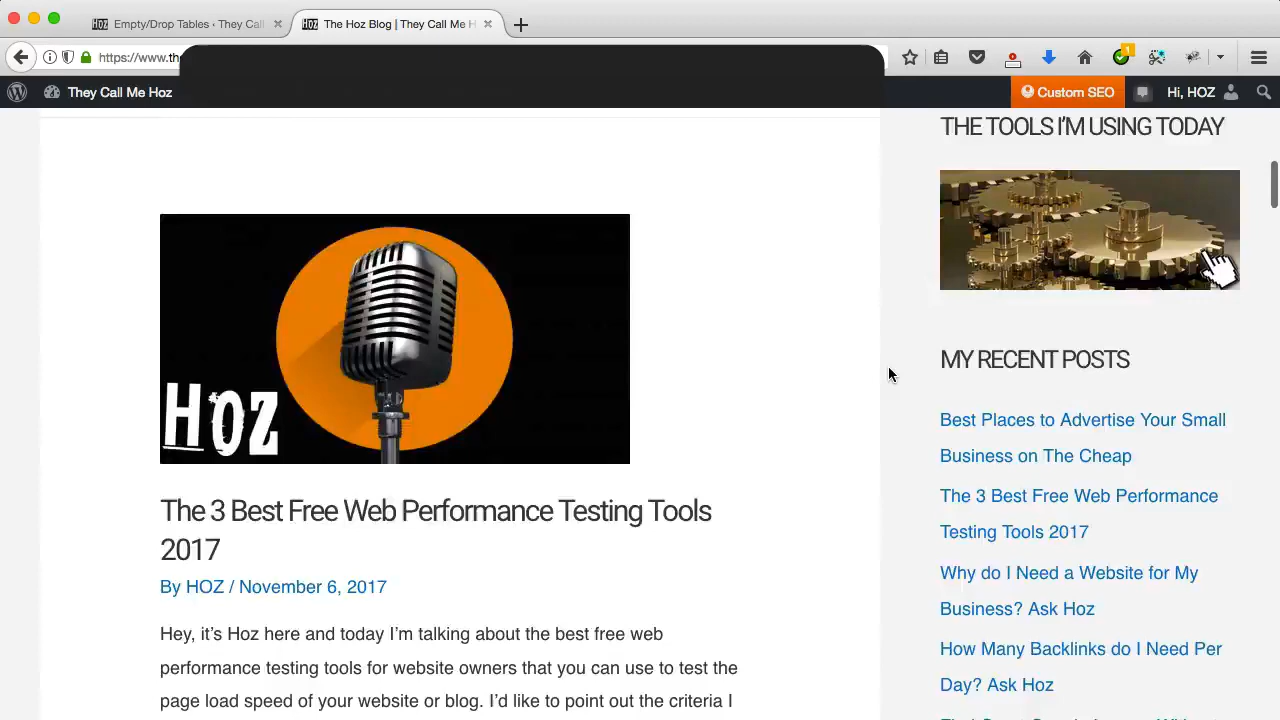 Empty/Drop Tables ‹ They Call
The Hoz Blog | They Call Me H
https://www.th
1
They Call Me Hoz
Custom SEO
Hi, HOZ
THE TOOLS I'M USING TODAY
HOZ
MY RECENT POSTS
Best Places to Advertise Your Small
Business on The Cheap
The 3 Best Free Web Performance
Testing Tools 2017
Why do I Need a Website for My
Business? Ask Hoz
How Many Backlinks do I Need Per
Day? Ask Hoz
The 3 Best Free Web Performance Testing Tools
2017
By HOZ / November 6, 2017
Hey, it's Hoz here and today I'm talking about the best free web
performance testing tools for website owners that you can use to test the
page load speed of your website or blog. I'd like to point out the criteria I